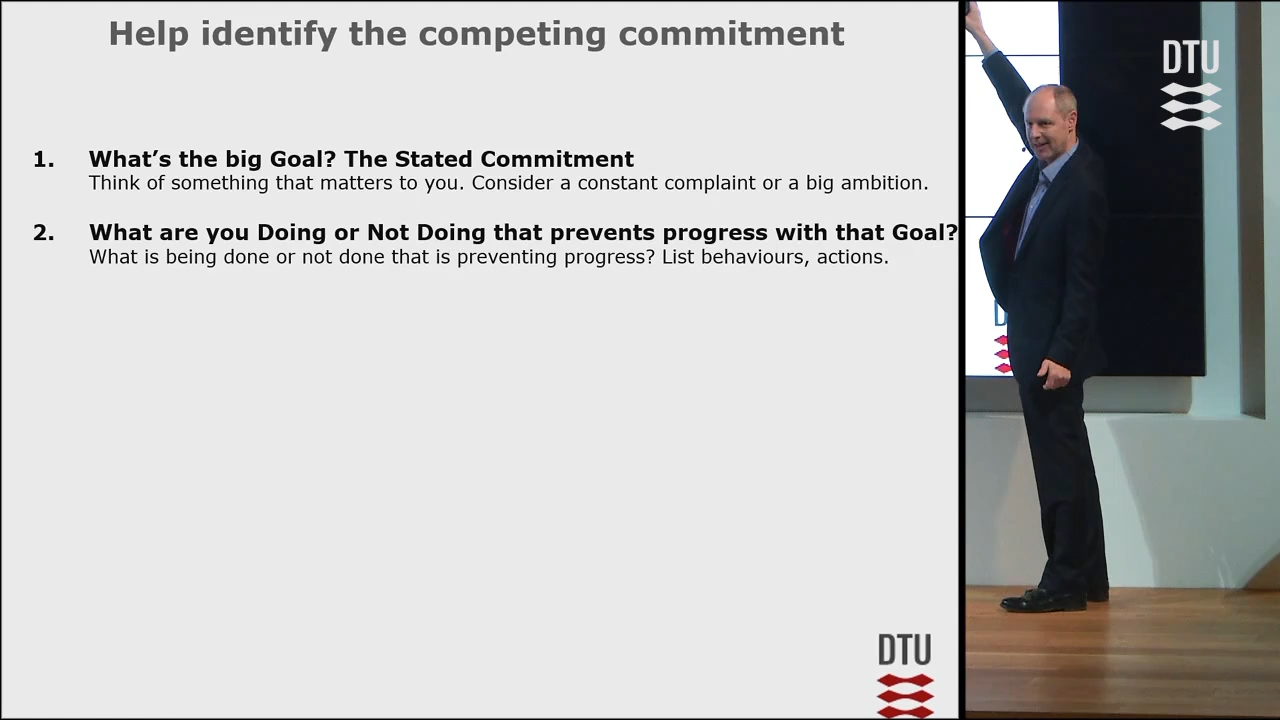 Help identify the competing commitment
1. What’s the big Goal? The Stated Commitment
Think of something that matters to you. Consider a constant complaint or a big ambition.
2. What are you Doing or Not Doing that prevents progress with that Goal?
What is being done or not done that is preventing progress? List behaviours, actions.
DTU
DTU
D